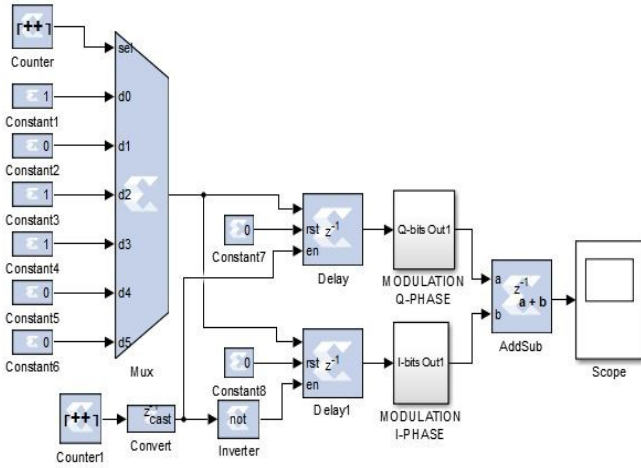 ++
sel
Counter
1
d0
Constant1
0
d1
Constant2
1
d2
Constant3
1
d3
Constant4
0
d4
Constant5
0
d5
Constant6
Mux
0
Constant7
rst
en
z-1
Delay
Q-bits Out1
MODULATION
Q-PHASE
0
Constant8
rst
en
z-1
Delay1
I-bits Out1
MODULATION
I-PHASE
a
b
z-1
a + b
AddSub
Scope
++
Counter1
z-1
cast
Convert
not
Inverter